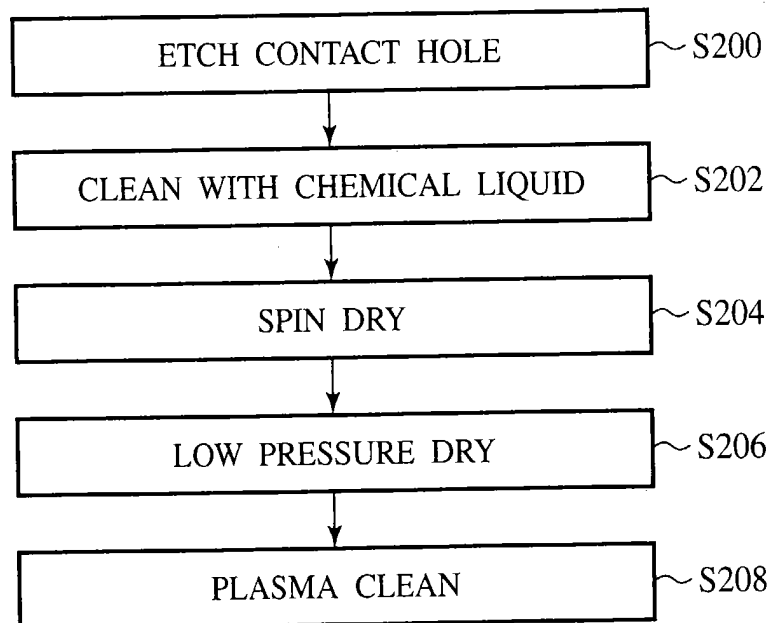 ETCH CONTACT HOLE S200
CLEAN WITH CHEMICAL LIQUID S202
SPIN DRY S204
LOW PRESSURE DRY S206
PLASMA CLEAN S208